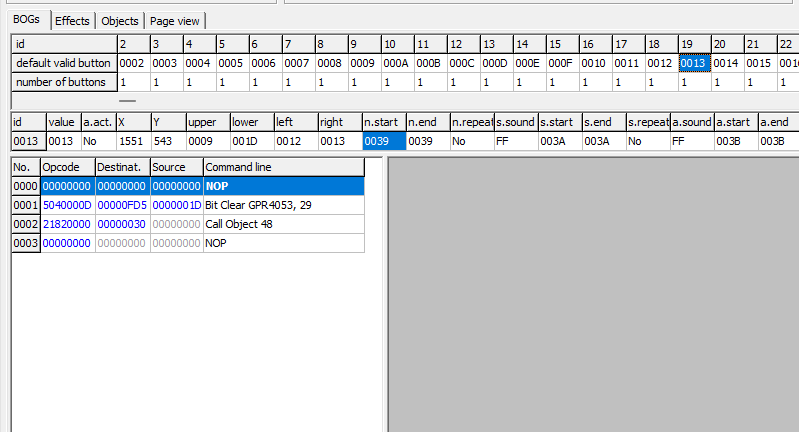 BOGs Effects Objects Page view
id 2 3 4 5 6 7 8 9 10 11 12 13 14 15 16 17 18 19 20 21 22
default valid button 0002 0003 0004 0005 0006 0007 0008 0009 000A 000B 000C 000D 000E 000F 0010 0011 0012 0013 0014 0015 0016
number of buttons 1 1 1 1 1 1 1 1 1 1 1 1 1 1 1 1 1 1 1 1 1
id value a.act. X Y upper lower left right n.start n.end n.repeat s.sound s.start s.end s.repeat a.sound a.start a.end
0013 0013 No 1551 543 0009 001D 0012 0013 0039 0039 No FF 003A 003A No FF 003B 003B
No. Opcode Destinat. Source Command line
0000 00000000 00000000 00000000 NOP
0001 5040000D 00000FD5 0000001D Bit Clear GPR4053, 29
0002 21820000 00000030 00000000 Call Object 48
0003 00000000 00000000 00000000 NOP